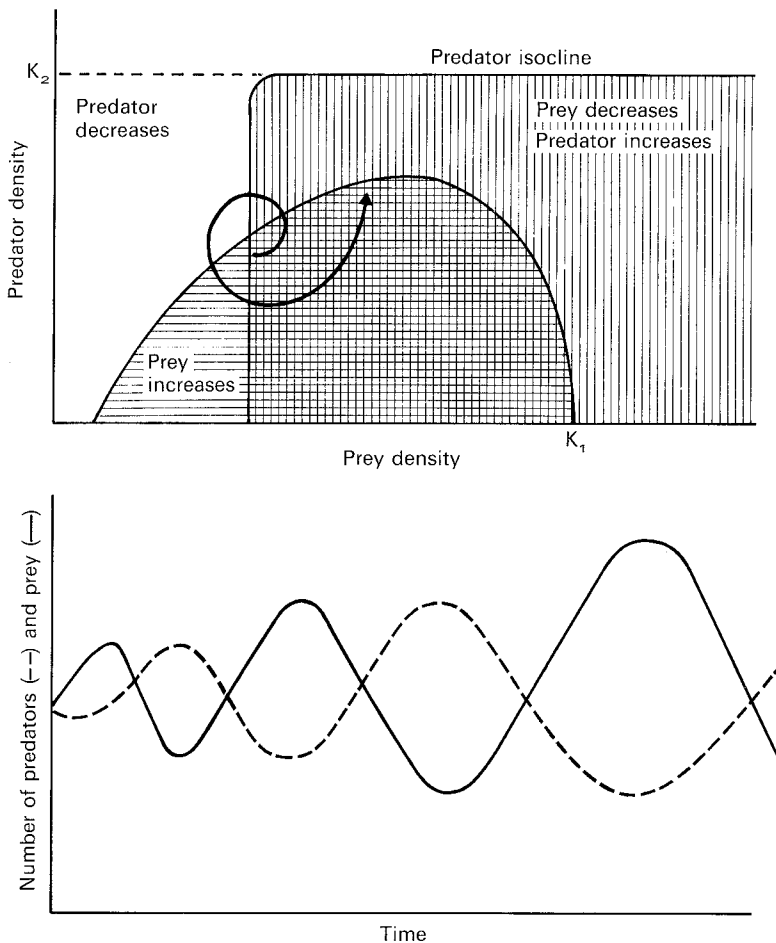 Predator isocline
K₂
Predator
decreases
Prey decreases
Predator increases
Predator density
Prey
increases
K₁
Prey density
Number of predators (– –) and prey (—)
Time